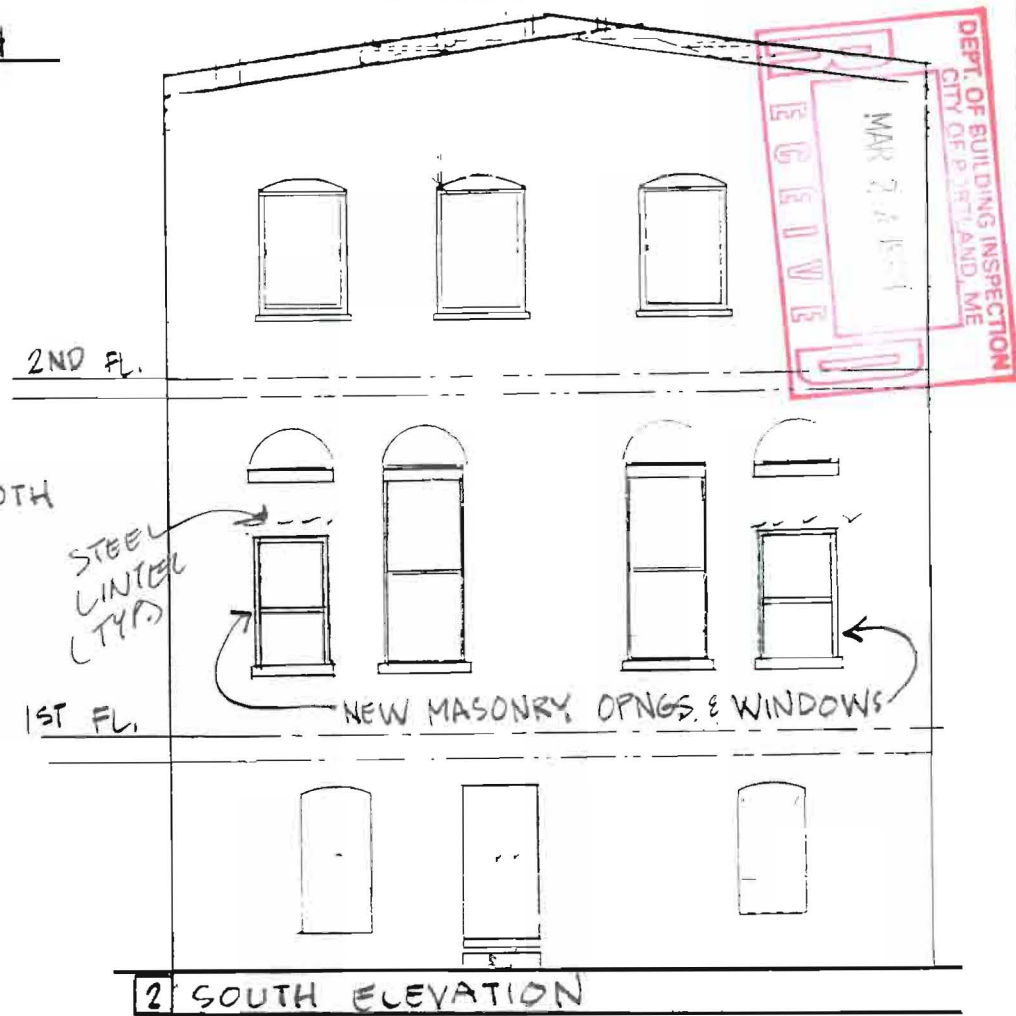 DEPT. OF BUILDING INSPECTION
CITY OF PORTLAND, ME
RECEIVED
2ND FL.
OTH
STEEL
LINTEL
(TYP)
NEW MASONRY OPNGS. & WINDOWS
1ST FL.
2 SOUTH ELEVATION